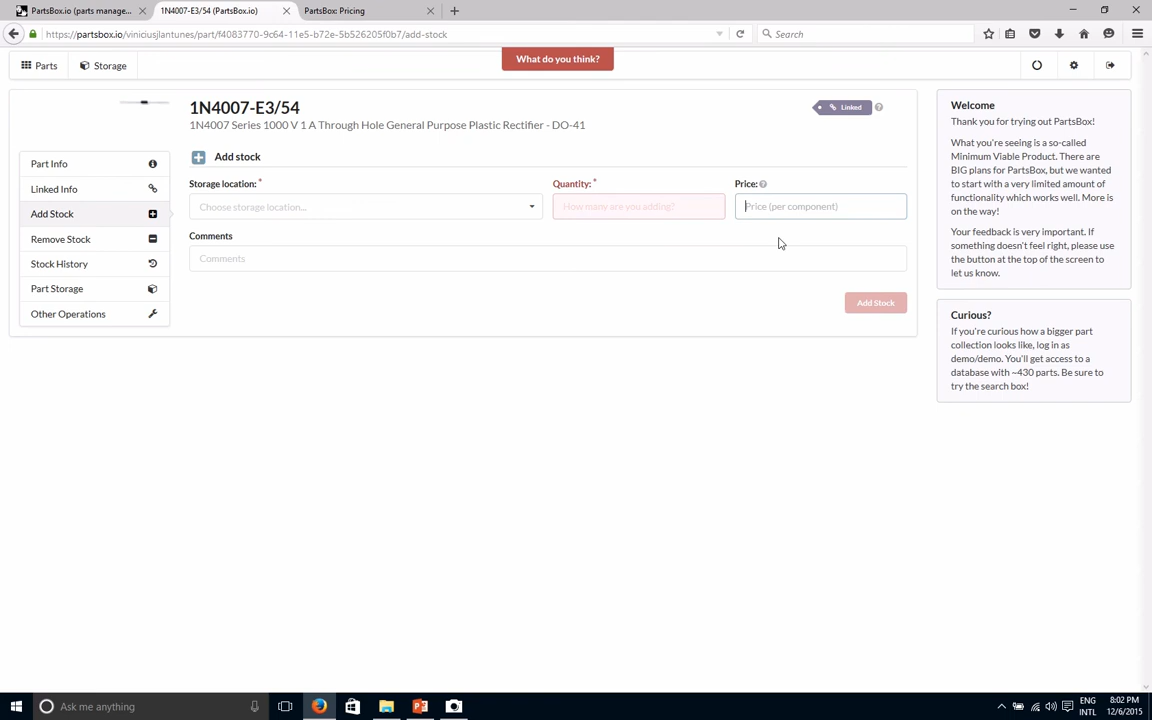 PartsBox.io (parts manage...
1N4007-E3/54 (PartsBox.io)
PartsBox: Pricing
https://partsbox.io/viniciusjlantunes/part/f4083770-9c64-11e5-b72e-5b526205f0b7/add-stock
Search
Parts
Storage
What do you think?
1N4007-E3/54
1N4007 Series 1000 V 1 A Through Hole General Purpose Plastic Rectifier - DO-41
Linked
Part Info
Linked Info
Add Stock
Remove Stock
Stock History
Part Storage
Other Operations
Add stock
Storage location: *
Quantity: *
Price:
Choose storage location...
How many are you adding?
Price (per component)
Comments
Comments
Add Stock
Welcome
Thank you for trying out PartsBox!
What you're seeing is a so-called
Minimum Viable Product. There are
BIG plans for PartsBox, but we wanted
to start with a very limited amount of
functionality which works well. More is
on the way!
Your feedback is very important. If
something doesn't feel right, please use
the button at the top of the screen to
let us know.
Curious?
If you're curious how a bigger part
collection looks like, log in as
demo/demo. You'll get access to a
database with ~430 parts. Be sure to
try the search box!
Ask me anything
ENG
INTL
8:02 PM
12/6/2015